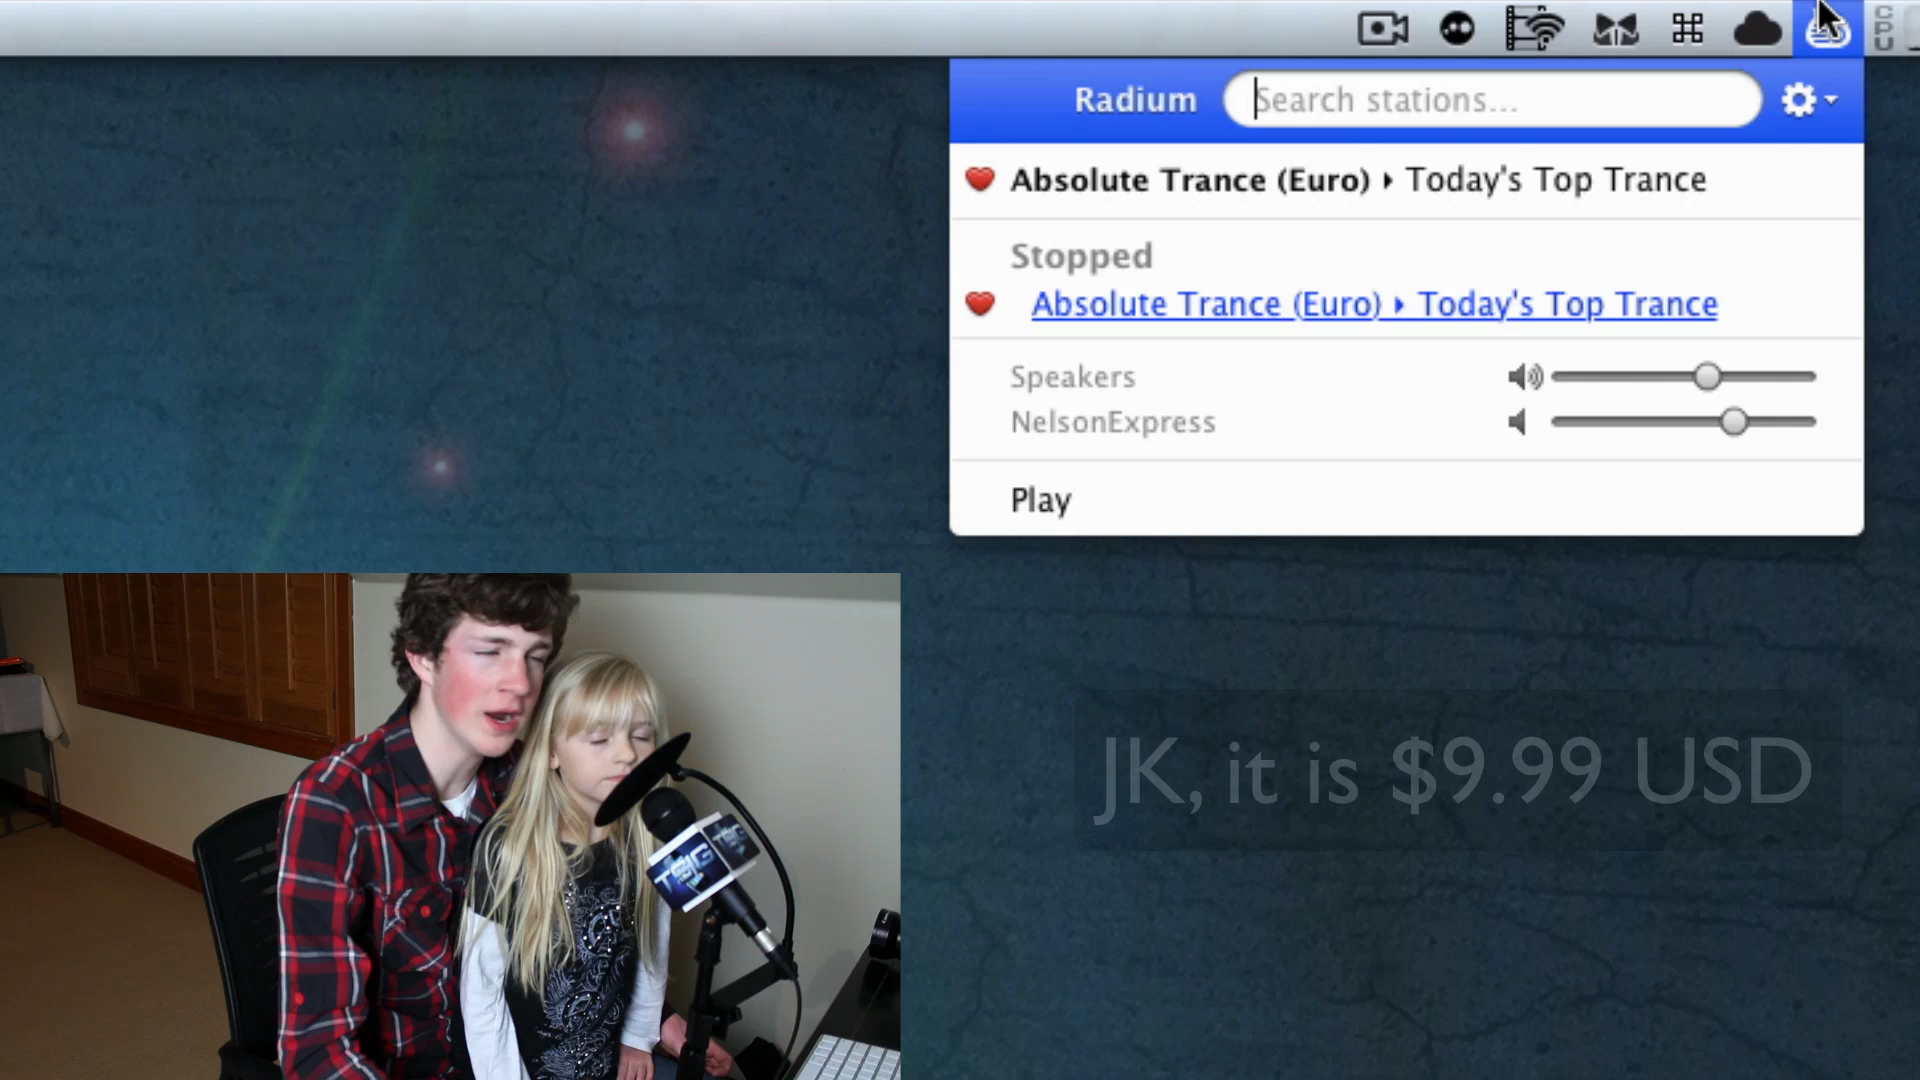 CPU
Radium Search stations...
Absolute Trance (Euro) ▸ Today's Top Trance
Stopped
Absolute Trance (Euro) ▸ Today's Top Trance
Speakers
NelsonExpress
Play
JK, it is $9.99 USD